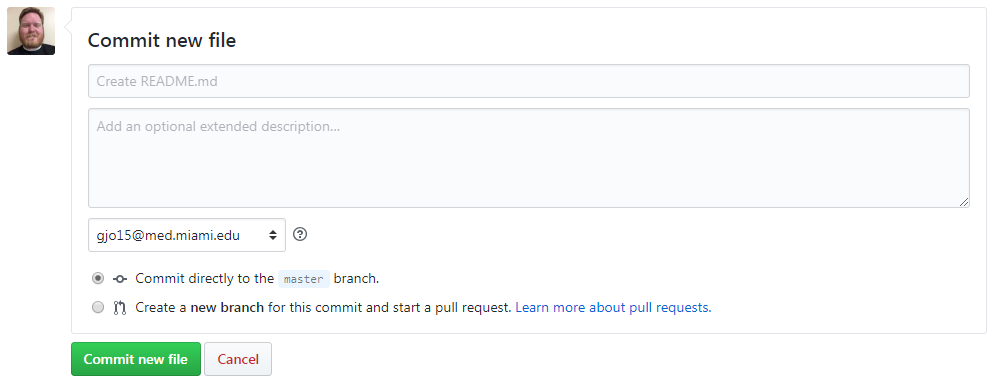 Commit new file
Create README.md
Add an optional extended description...
gjo15@med.miami.edu
Commit directly to the master branch.
Create a new branch for this commit and start a pull request. Learn more about pull requests.
Commit new file Cancel